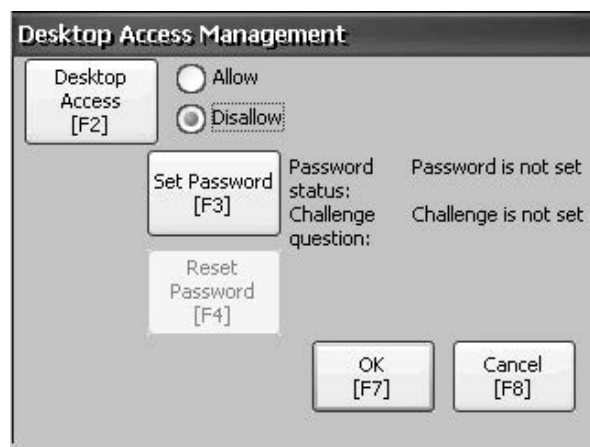 Desktop Access Management
Desktop
Access
[F2]
Allow
Disallow
Set Password
[F3]
Password
status:
Password is not set
Challenge
question:
Challenge is not set
Reset
Password
[F4]
OK
[F7]
Cancel
[F8]